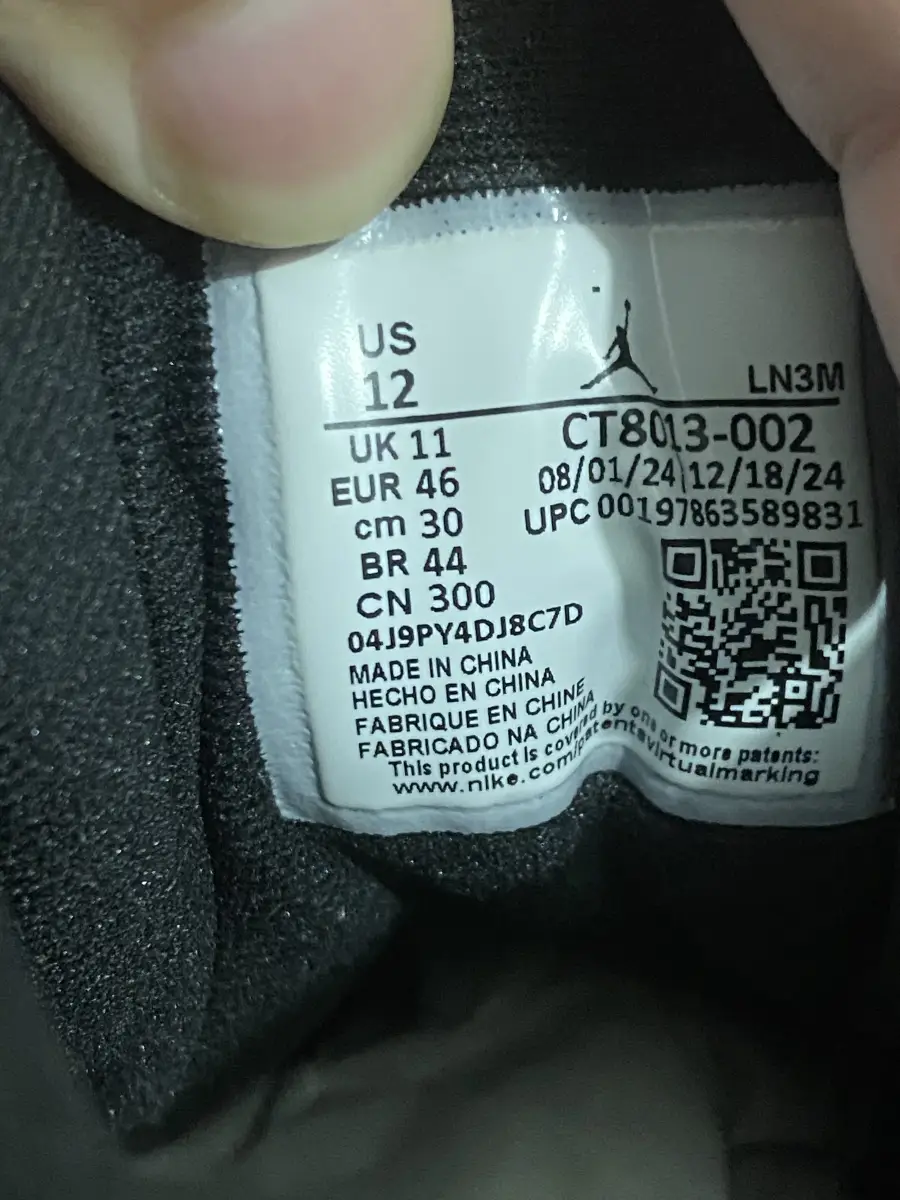 US
12
LN3M
UK 11
EUR 46
cm 30
BR 44
CN 300
CT8013-002
08/01/24 12/18/24
UPC 00197863589831
04J9PY4DJ8C7D
MADE IN CHINA
HECHO EN CHINA
FABRIQUE EN CHINE
FABRICADO NA CHINA
This product is covered by one or more patents:
www.nike.com/patentsvirtualmarking